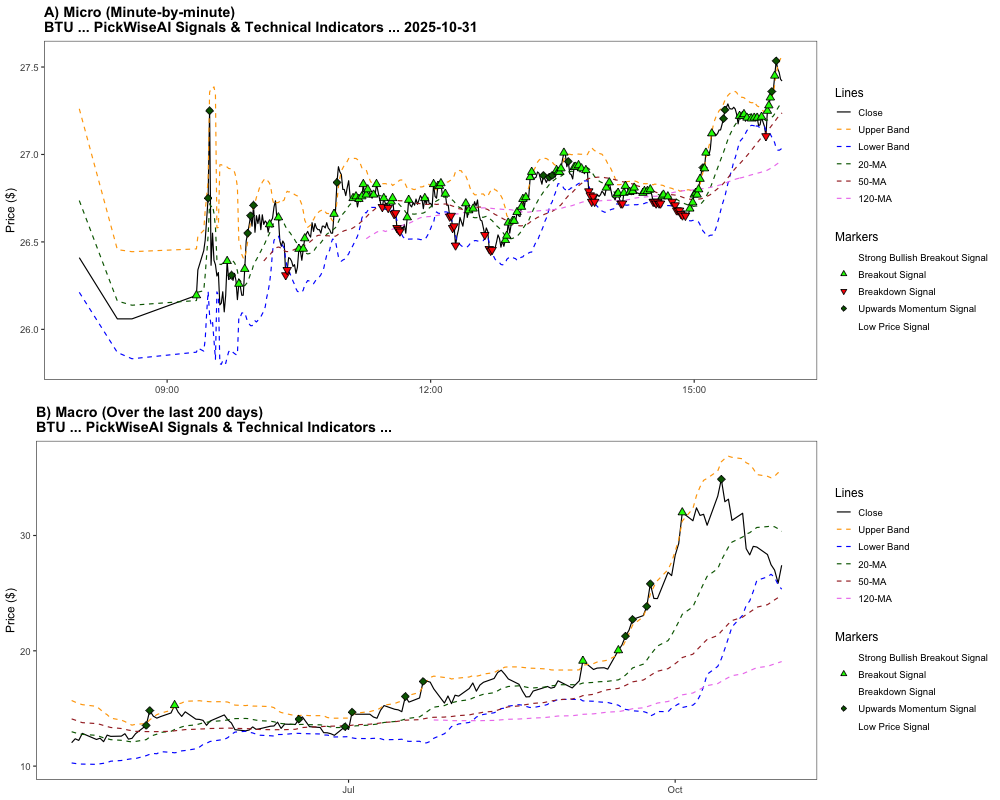 A) Micro (Minute-by-minute)
BTU ... PickWiseAI Signals & Technical Indicators ... 2025-10-31
27.5
27.0
26.5
26.0
Price ($)
09:00
12:00
15:00
Lines
Close
Upper Band
Lower Band
20-MA
50-MA
120-MA
Markers
Strong Bullish Breakout Signal
Breakout Signal
Breakdown Signal
Upwards Momentum Signal
Low Price Signal
B) Macro (Over the last 200 days)
BTU ... PickWiseAI Signals & Technical Indicators ...
30
20
10
Price ($)
Jul
Oct
Lines
Close
Upper Band
Lower Band
20-MA
50-MA
120-MA
Markers
Strong Bullish Breakout Signal
Breakout Signal
Breakdown Signal
Upwards Momentum Signal
Low Price Signal